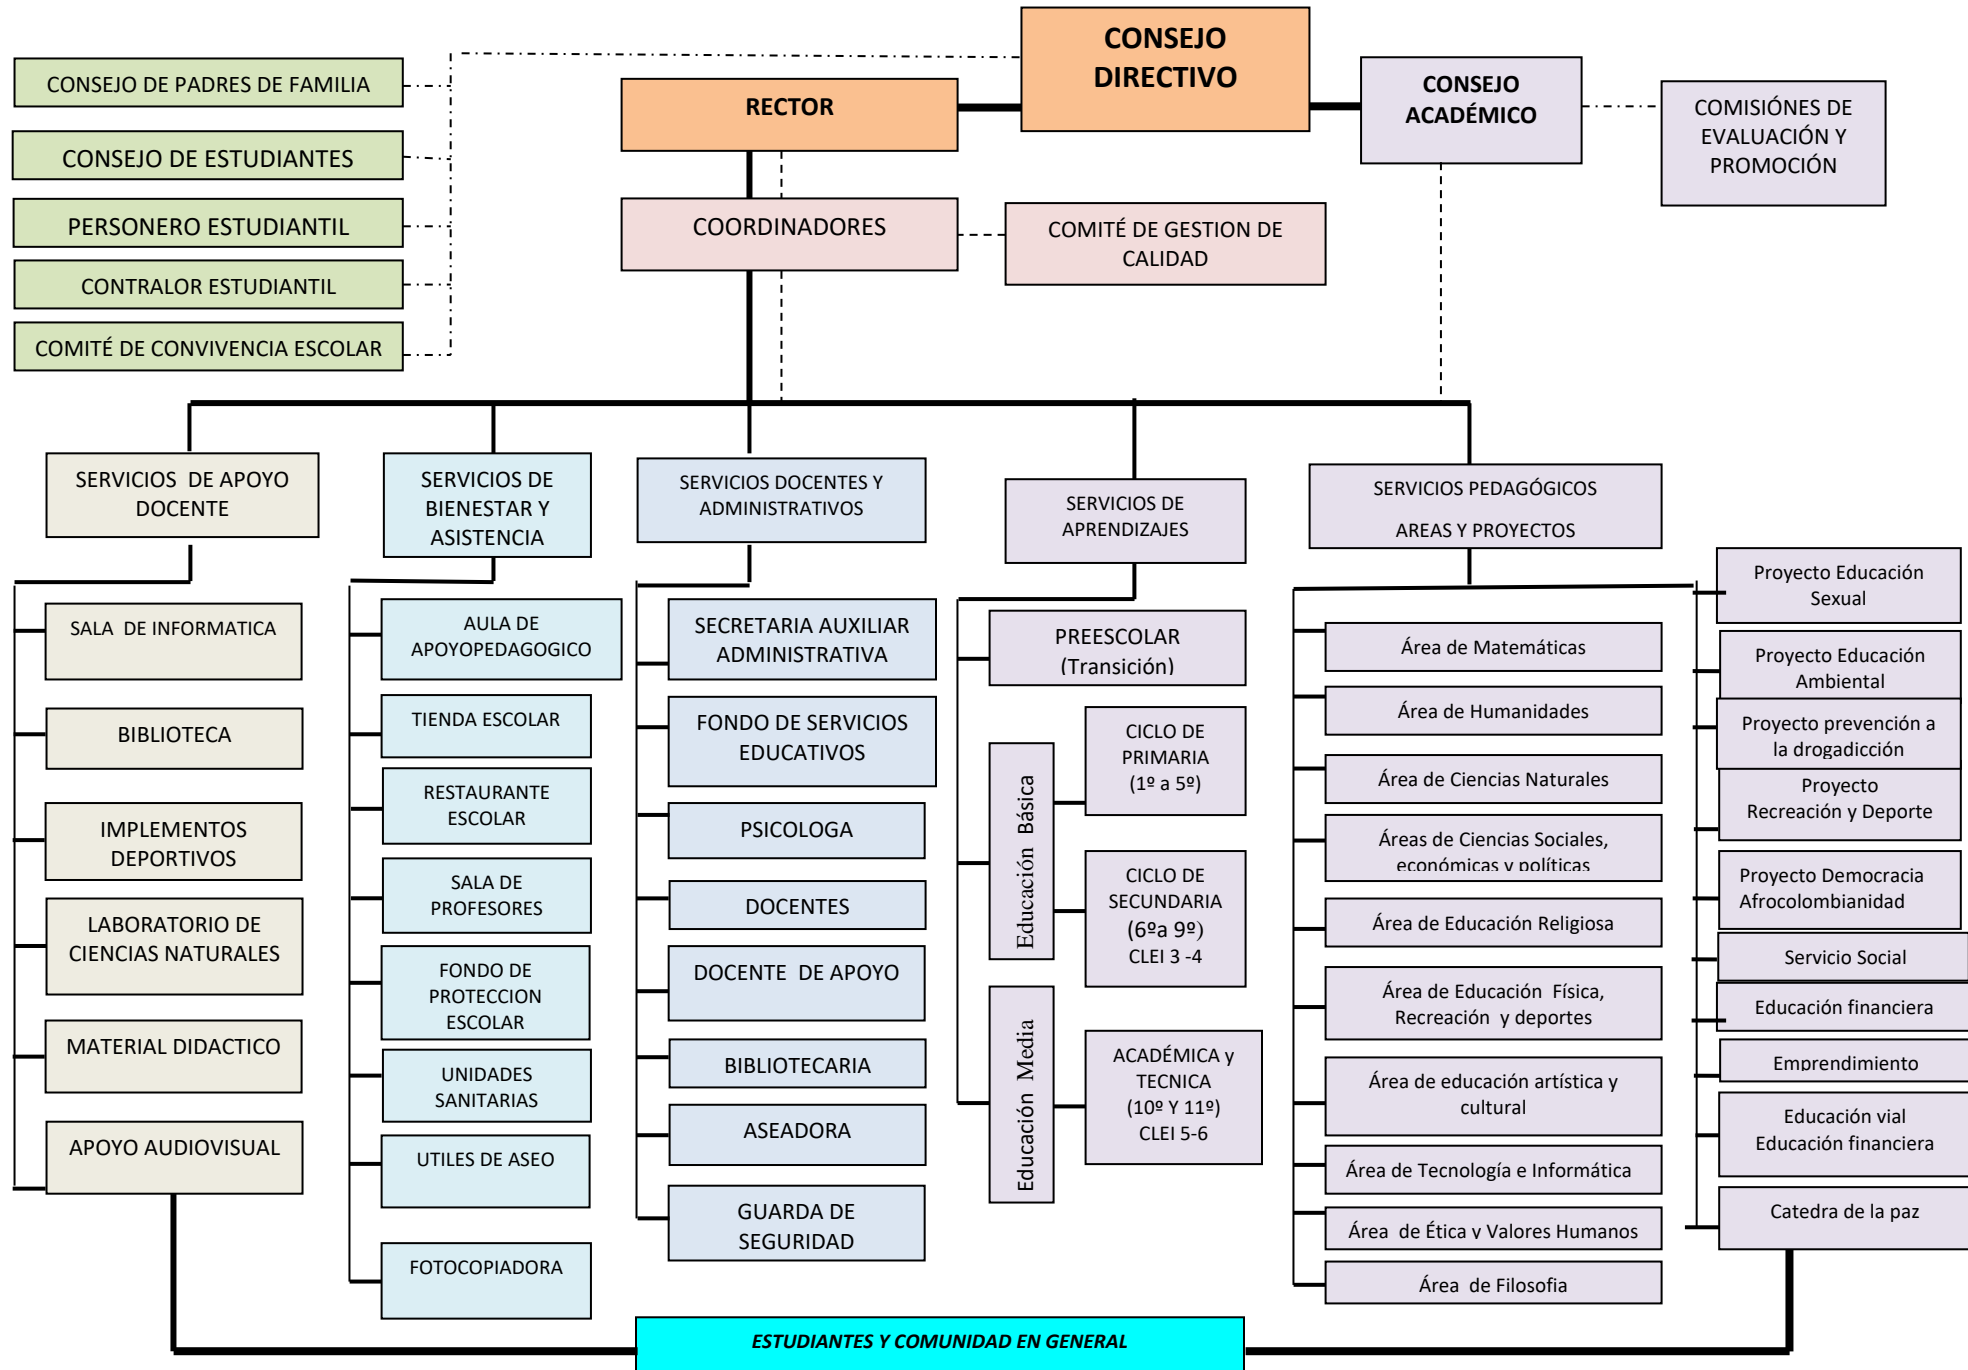 CONSEJO
DIRECTIVO
RECTOR
CONSEJO
ACADÉMICO
COMISIÓNES DE
EVALUACIÓN Y
PROMOCIÓN
CONSEJO DE PADRES DE FAMILIA
CONSEJO DE ESTUDIANTES
PERSONERO ESTUDIANTIL
CONTRALOR ESTUDIANTIL
COMITÉ DE CONVIVENCIA ESCOLAR
COORDINADORES
COMITÉ DE GESTION DE
CALIDAD
SERVICIOS DE APOYO
DOCENTE
SALA DE INFORMATICA
BIBLIOTECA
IMPLEMENTOS
DEPORTIVOS
LABORATORIO DE
CIENCIAS NATURALES
MATERIAL DIDACTICO
APOYO AUDIOVISUAL
SERVICIOS DE
BIENESTAR Y
ASISTENCIA
AULA DE
APOYOPEDAGOGICO
TIENDA ESCOLAR
RESTAURANTE
ESCOLAR
SALA DE
PROFESORES
FONDO DE
PROTECCION
ESCOLAR
UNIDADES
SANITARIAS
UTILES DE ASEO
FOTOCOPIADORA
SERVICIOS DOCENTES Y
ADMINISTRATIVOS
SECRETARIA AUXILIAR
ADMINISTRATIVA
FONDO DE SERVICIOS
EDUCATIVOS
PSICOLOGA
DOCENTES
DOCENTE DE APOYO
BIBLIOTECARIA
ASEADORA
GUARDA DE
SEGURIDAD
SERVICIOS DE
APRENDIZAJES
PREESCOLAR
(Transición)
Educación Básica
CICLO DE
PRIMARIA
(1º a 5º)
CICLO DE
SECUNDARIA
(6ºa 9º)
CLEI 3 -4
Educación Media
ACADÉMICA y
TECNICA
(10º Y 11º)
CLEI 5-6
SERVICIOS PEDAGÓGICOS
AREAS Y PROYECTOS
Área de Matemáticas
Área de Humanidades
Área de Ciencias Naturales
Áreas de Ciencias Sociales,
económicas y políticas
Área de Educación Religiosa
Área de Educación Física,
Recreación y deportes
Área de educación artística y
cultural
Área de Tecnología e Informática
Área de Ética y Valores Humanos
Área de Filosofia
Proyecto Educación
Sexual
Proyecto Educación
Ambiental
Proyecto prevención a
la drogadicción
Proyecto
Recreación y Deporte
Proyecto Democracia
Afrocolombianidad
Servicio Social
Educación financiera
Emprendimiento
Educación vial
Educación financiera
Catedra de la paz
ESTUDIANTES Y COMUNIDAD EN GENERAL